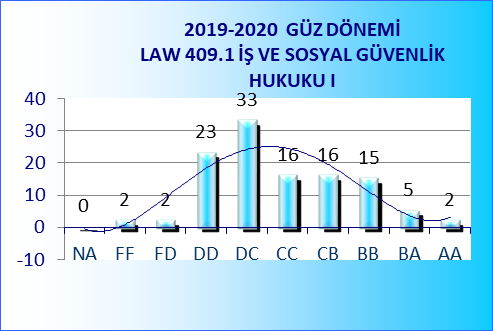 2019-2020 GÜZ DÖNEMİ
LAW 409.1 İŞ VE SOSYAL GÜVENLİK
HUKUKU I
40
33
30
23
20
16 16 15
10
5
0 2 2 2
0
-10
NA FF FD DD DC CC CB BB BA AA